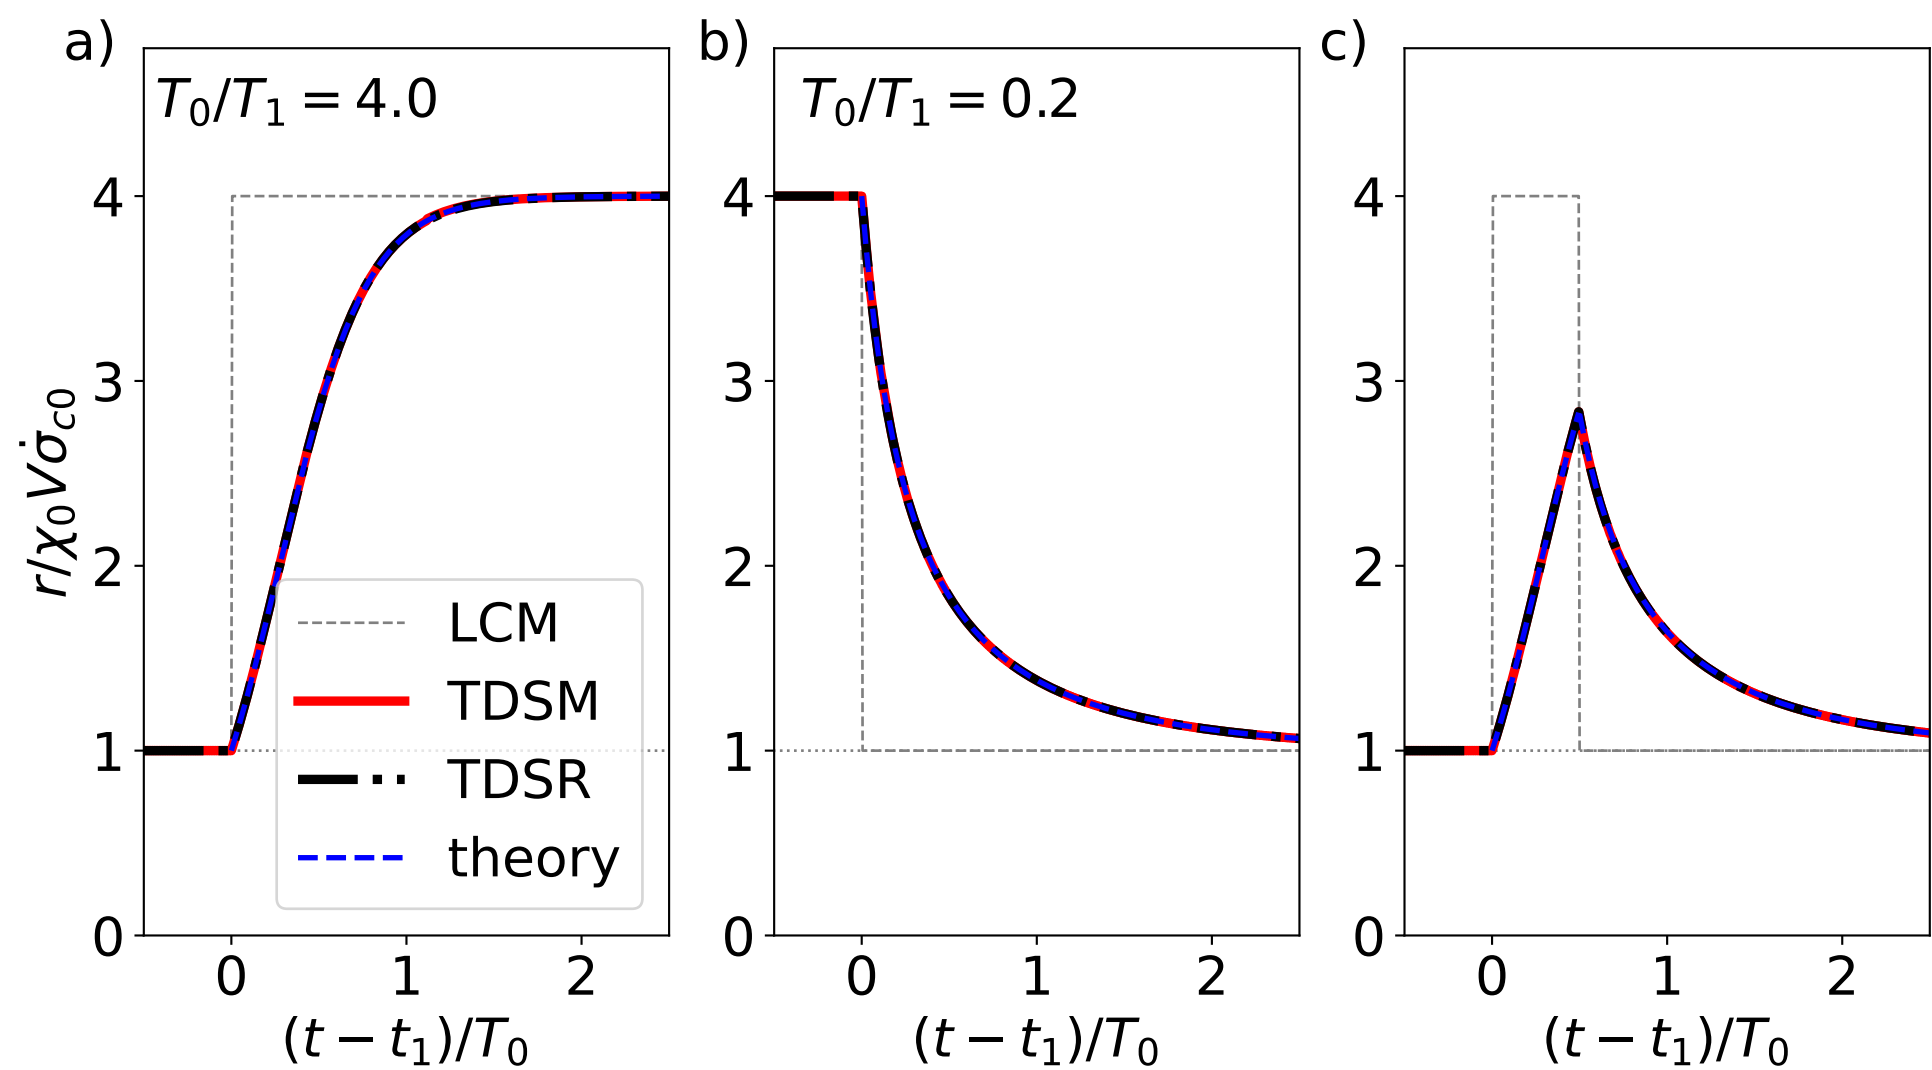 a)
T₀/T₁ = 4.0
r/χ₀Vσ̇c0
4
3
2
1
0
0 1 2
(t − t₁)/T₀
LCM
TDSM
TDSR
theory
b)
T₀/T₁ = 0.2
4
3
2
1
0
0 1 2
(t − t₁)/T₀
c)
4
3
2
1
0
0 1 2
(t − t₁)/T₀